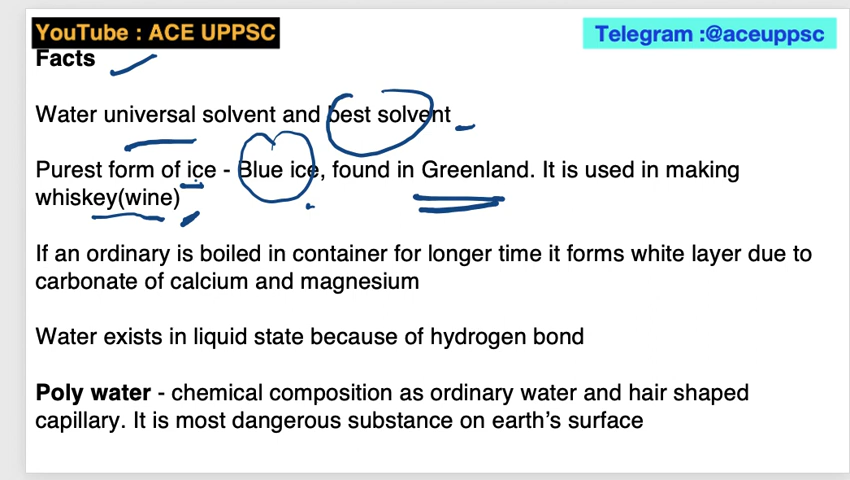 YouTube : ACE UPPSC
Telegram :@aceuppsc
Facts
Water universal solvent and best solvent
Purest form of ice - Blue ice, found in Greenland. It is used in making
whiskey(wine)
If an ordinary is boiled in container for longer time it forms white layer due to
carbonate of calcium and magnesium
Water exists in liquid state because of hydrogen bond
Poly water - chemical composition as ordinary water and hair shaped
capillary. It is most dangerous substance on earth's surface